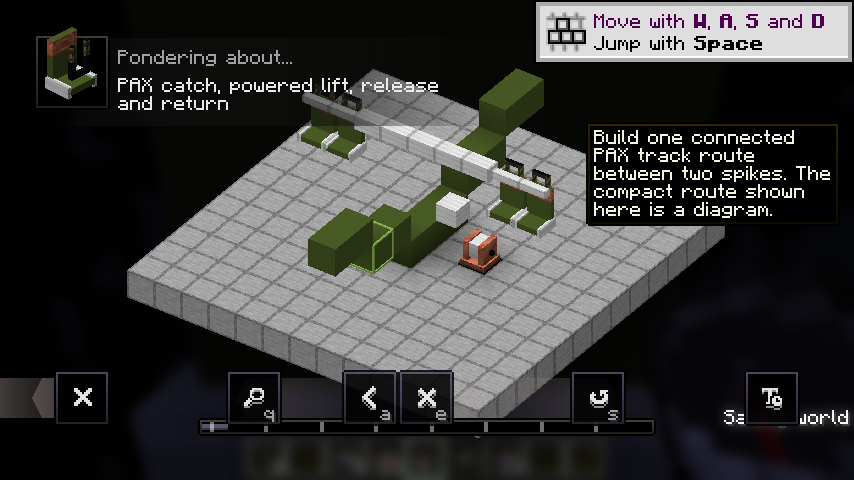 Move with W, A, S and D
Jump with Space
Pondering about...
PAX catch, powered lift, release
and return
Build one connected
PAX track route
between two spikes. The
compact route shown
here is a diagram.
q
a
e
s
Sa
world